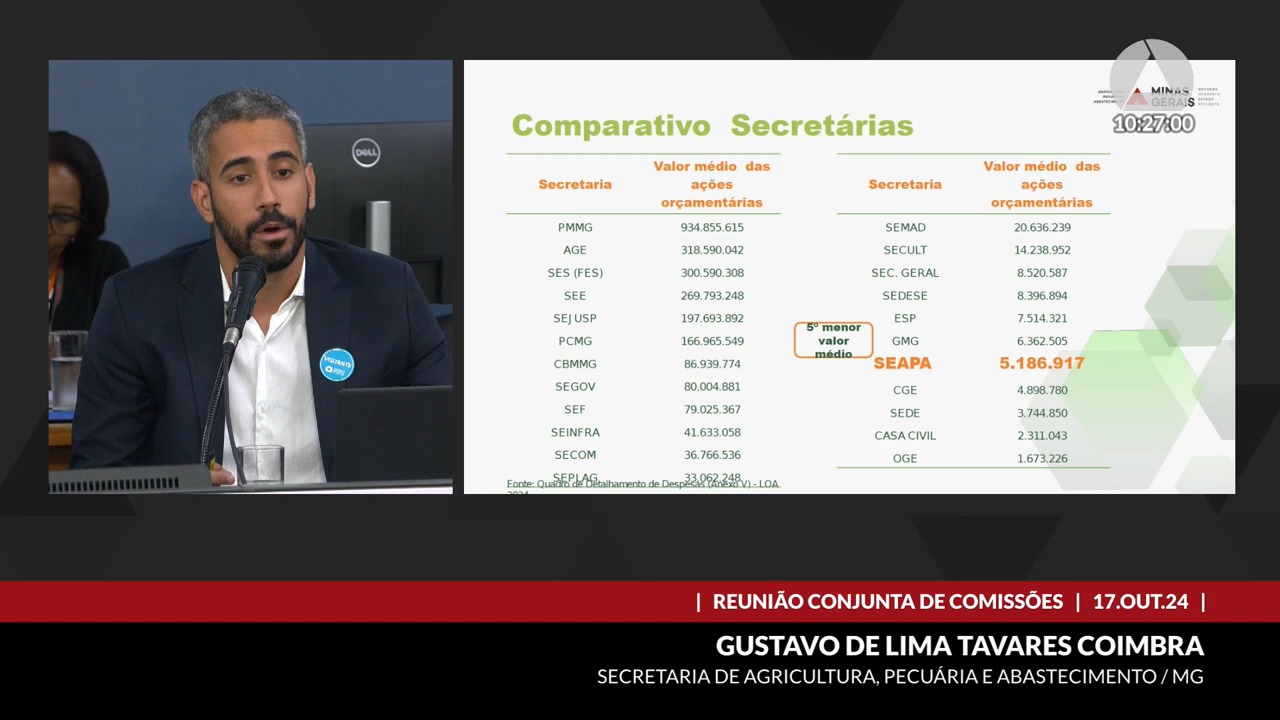 DELL
VISITANTE
MINAS
GERAIS
10:27:00
Comparativo Secretárias
Secretaria Valor médio das ações orçamentárias
PMMG 934.855.615
AGE 318.590.042
SES (FES) 300.590.308
SEE 269.793.248
SEJUSP 197.693.892
PCMG 166.965.549
CBMMG 86.939.774
SEGOV 80.004.881
SEF 79.025.367
SEINFRA 41.633.058
SECOM 36.766.536
SEPLAG 33.062.248
Fonte: Quadro de Detalhamento de Despesas (Anexo V) - LOA.
2024
Secretaria Valor médio das ações orçamentárias
SEMAD 20.636.239
SECULT 14.238.952
SEC. GERAL 8.520.587
SEDESE 8.396.894
ESP 7.514.321
GMG 6.362.505
5º menor
valor
médio
SEAPA 5.186.917
CGE 4.898.780
SEDE 3.744.850
CASA CIVIL 2.311.043
OGE 1.673.226
| REUNIÃO CONJUNTA DE COMISSÕES | 17.OUT.24 |
GUSTAVO DE LIMA TAVARES COIMBRA
SECRETARIA DE AGRICULTURA, PECUÁRIA E ABASTECIMENTO / MG